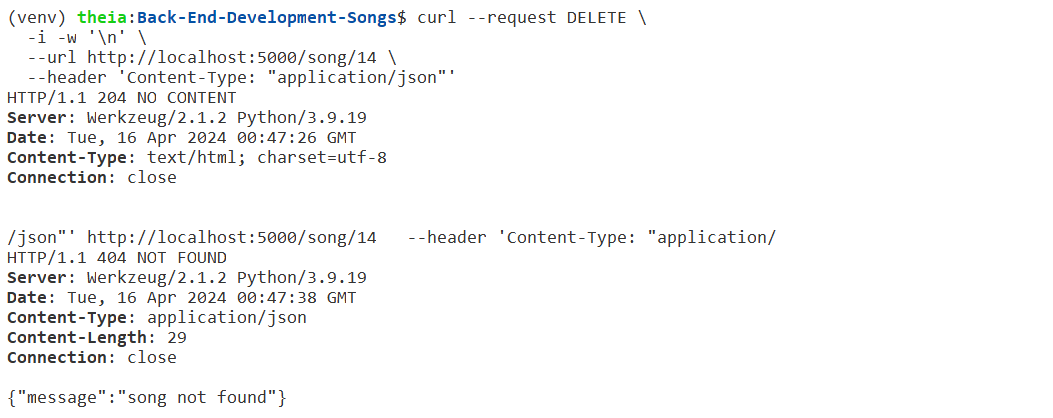 (venv) theia:Back-End-Development-Songs$ curl --request DELETE \
  -i -w '\n' \
  --url http://localhost:5000/song/14 \
  --header 'Content-Type: "application/json"'
HTTP/1.1 204 NO CONTENT
Server: Werkzeug/2.1.2 Python/3.9.19
Date: Tue, 16 Apr 2024 00:47:26 GMT
Content-Type: text/html; charset=utf-8
Connection: close

/json"' http://localhost:5000/song/14   --header 'Content-Type: "application/
HTTP/1.1 404 NOT FOUND
Server: Werkzeug/2.1.2 Python/3.9.19
Date: Tue, 16 Apr 2024 00:47:38 GMT
Content-Type: application/json
Content-Length: 29
Connection: close

{"message":"song not found"}